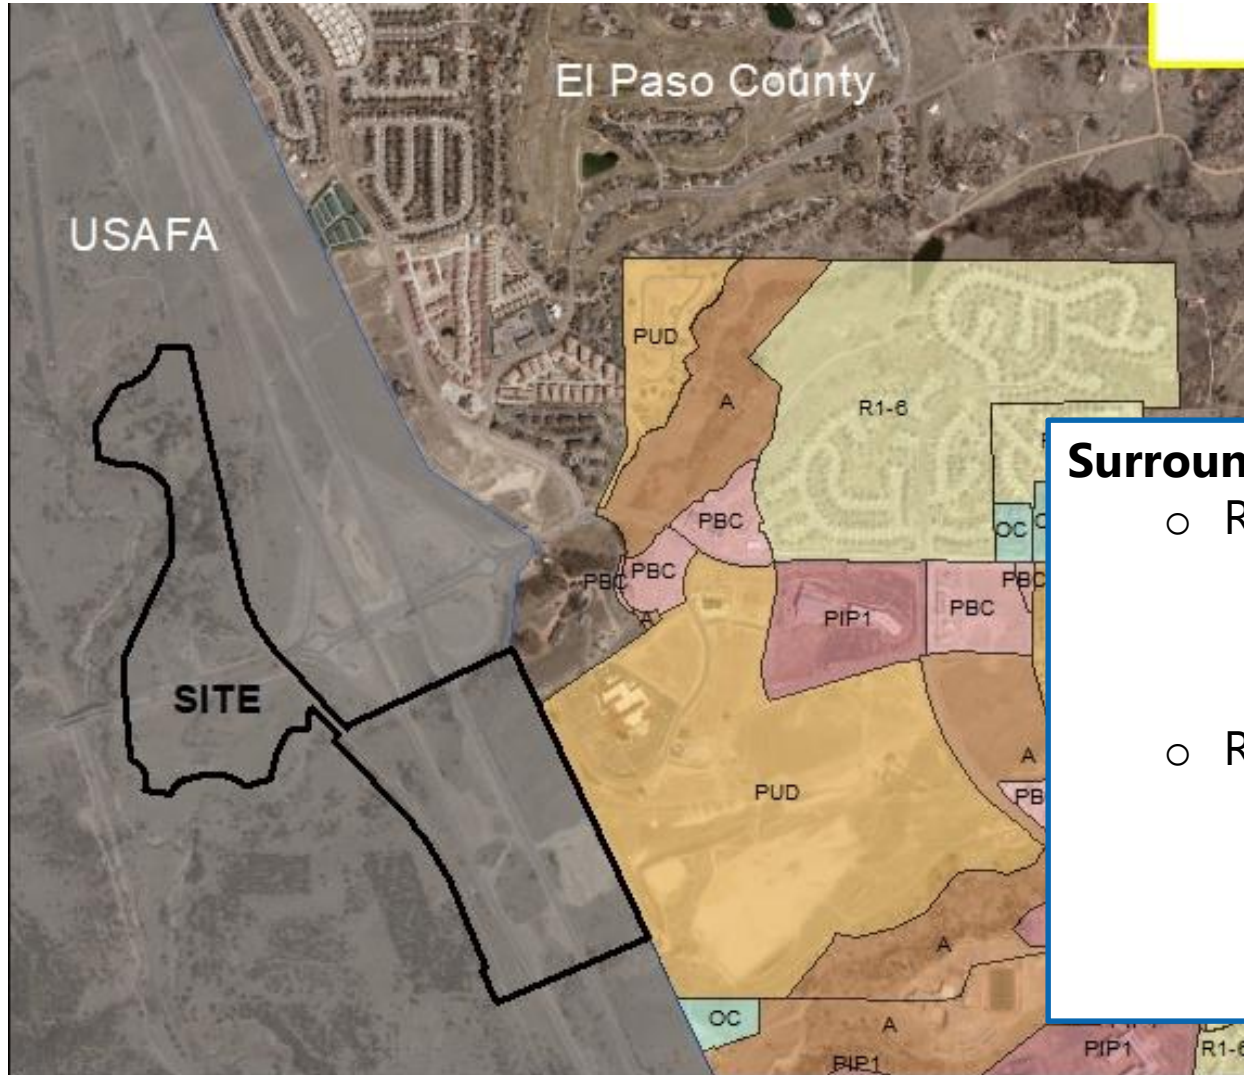 El Paso County
USAFA
PUD
A
R1-6
Surroun
R
PBC
OC
PBC
PBC
PBC
PBC
A
PIP1
SITE
R
A
PUD
PB
A
OC
A
PIP1
PIP1
R1-6